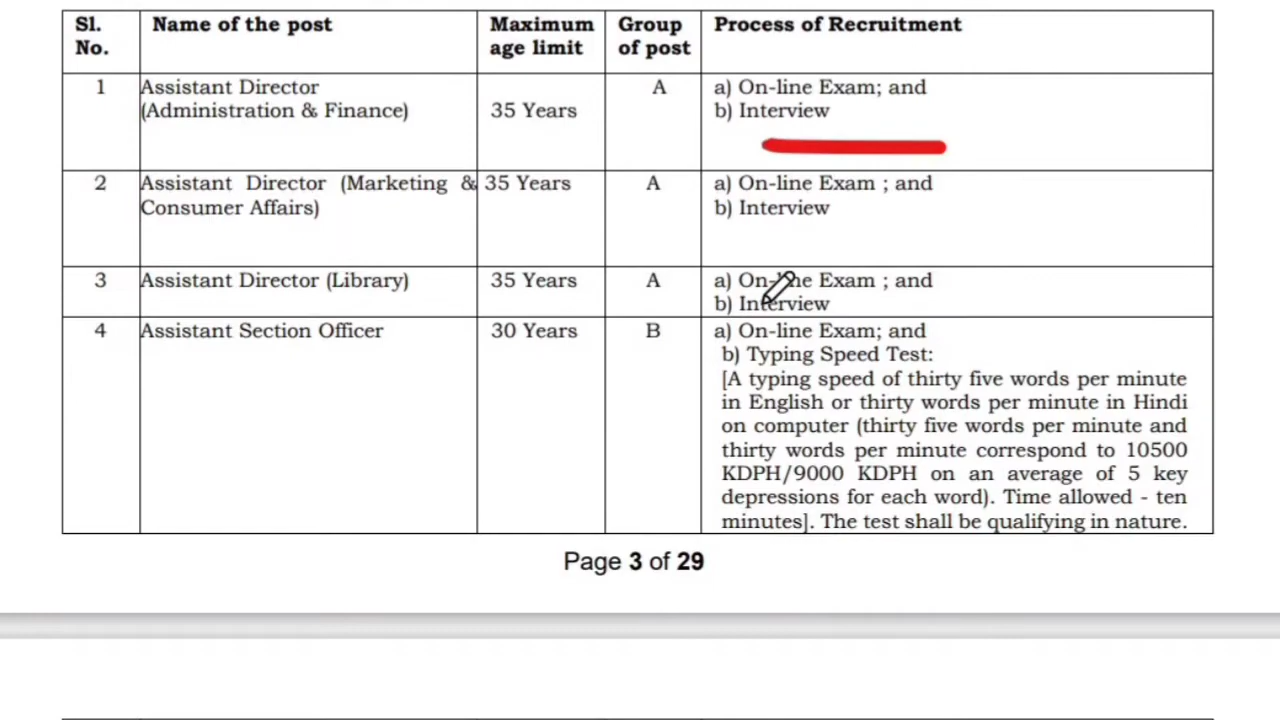 Sl. No.
Name of the post
Maximum age limit
Group of post
Process of Recruitment
1
Assistant Director
(Administration & Finance)
35 Years
A
a) On-line Exam; and
b) Interview
2
Assistant Director (Marketing &
Consumer Affairs)
35 Years
A
a) On-line Exam ; and
b) Interview
3
Assistant Director (Library)
35 Years
A
a) On-line Exam ; and
b) Interview
4
Assistant Section Officer
30 Years
B
a) On-line Exam; and
b) Typing Speed Test:
[A typing speed of thirty five words per minute
in English or thirty words per minute in Hindi
on computer (thirty five words per minute and
thirty words per minute correspond to 10500
KDPH/9000 KDPH on an average of 5 key
depressions for each word). Time allowed - ten
minutes]. The test shall be qualifying in nature.
Page 3 of 29